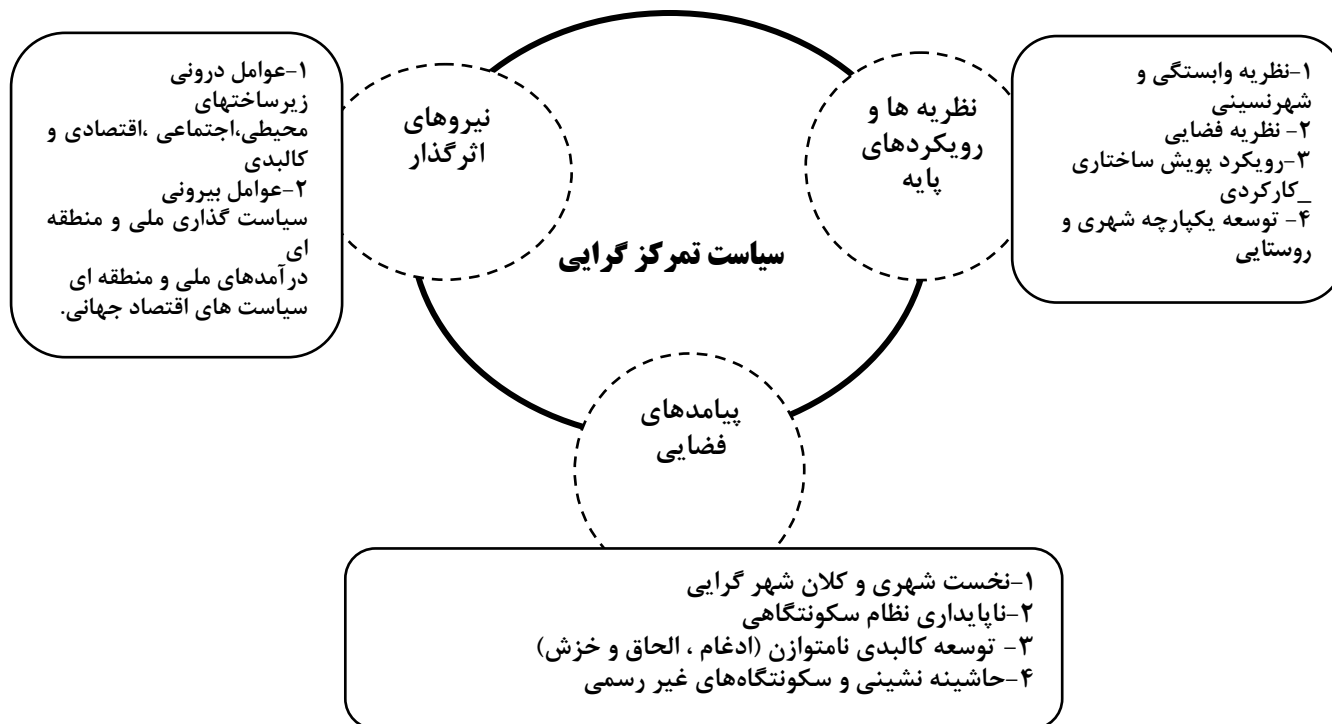 ۱-نظریه وابستگی و
شهرنسینی
۲- نظریه فضایی
۳-رویکرد پویش ساختاری
_کارکردی
۴- توسعه یکپارچه شهری و
روستایی
نظریه ها و
رویکردهای
پایه
نیروهای
اثرگذار
۱-عوامل درونی
زیرساختهای
محیطی،اجتماعی ،اقتصادی و
کالبدی
۲-عوامل بیرونی
سیاست گذاری ملی و منطقه
ای
درآمدهای ملی و منطقه ای
سیاست های اقتصاد جهانی.
سیاست تمرکز گرایی
پیامدهای
فضایی
۱-نخست شهری و کلان شهر گرایی
۲-ناپایداری نظام سکونتگاهی
۳- توسعه کالبدی نامتوازن (ادغام ، الحاق و خزش)
۴-حاشینه نشینی و سکونتگاه‌های غیر رسمی